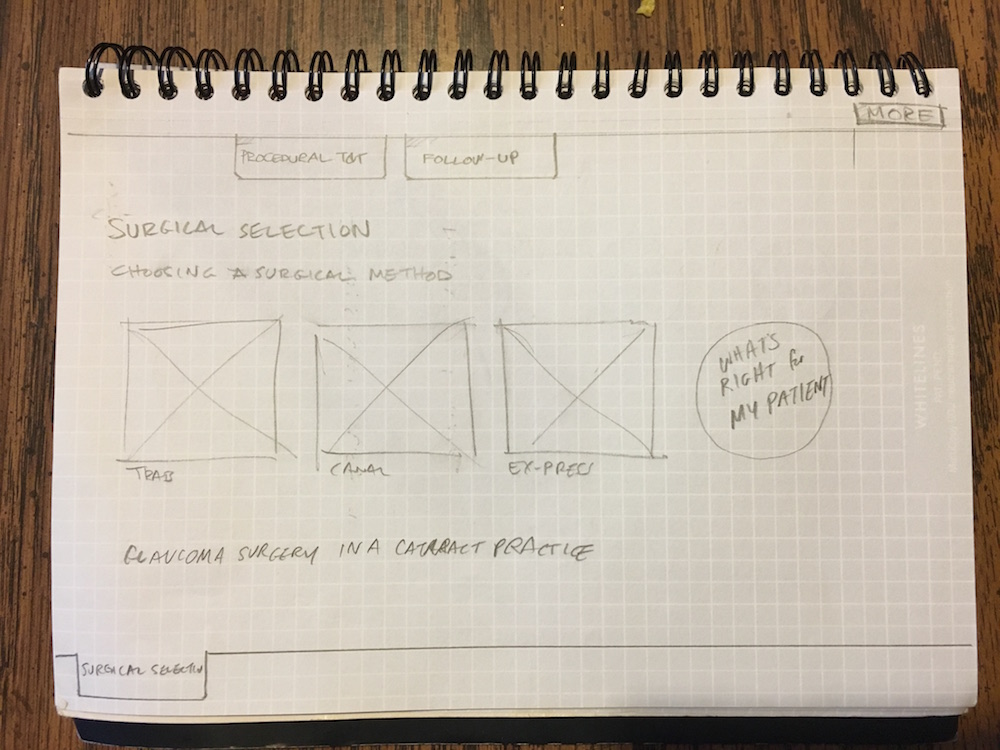 MORE
PROCEDURAL TOT
FOLLOW-UP
SURGICAL SELECTION
CHOOSING A SURGICAL METHOD
WHAT'S
RIGHT for
MY PATIENT
TRAB
CANAL
EX-PRESS
GLAUCOMA SURGERY IN A CATARACT PRACTICE
SURGICAL SELECTION
WHITELINES